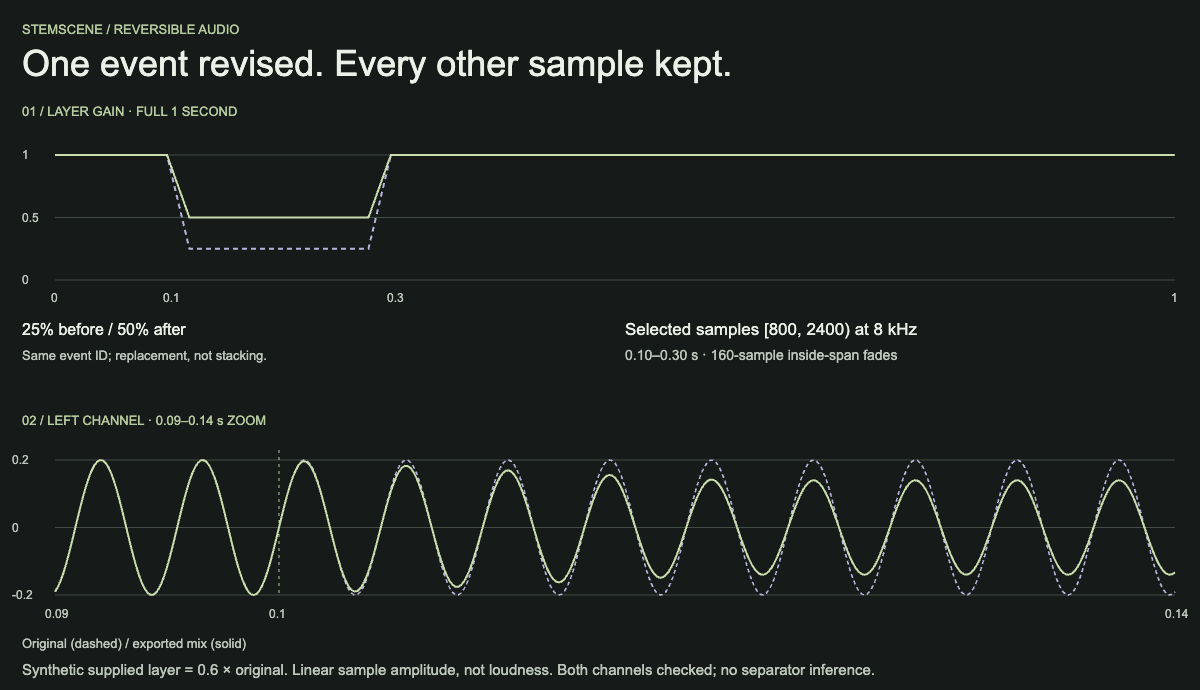 STEMSCENE / REVERSIBLE AUDIO
One event revised. Every other sample kept.
01 / LAYER GAIN · FULL 1 SECOND
1
0.5
0
0 0.1 0.3 1
25% before / 50% after
Same event ID; replacement, not stacking.
Selected samples [800, 2400) at 8 kHz
0.10–0.30 s · 160-sample inside-span fades
02 / LEFT CHANNEL · 0.09–0.14 s ZOOM
0.2
0
-0.2
0.09 0.1 0.14
Original (dashed) / exported mix (solid)
Synthetic supplied layer = 0.6 × original. Linear sample amplitude, not loudness. Both channels checked; no separator inference.